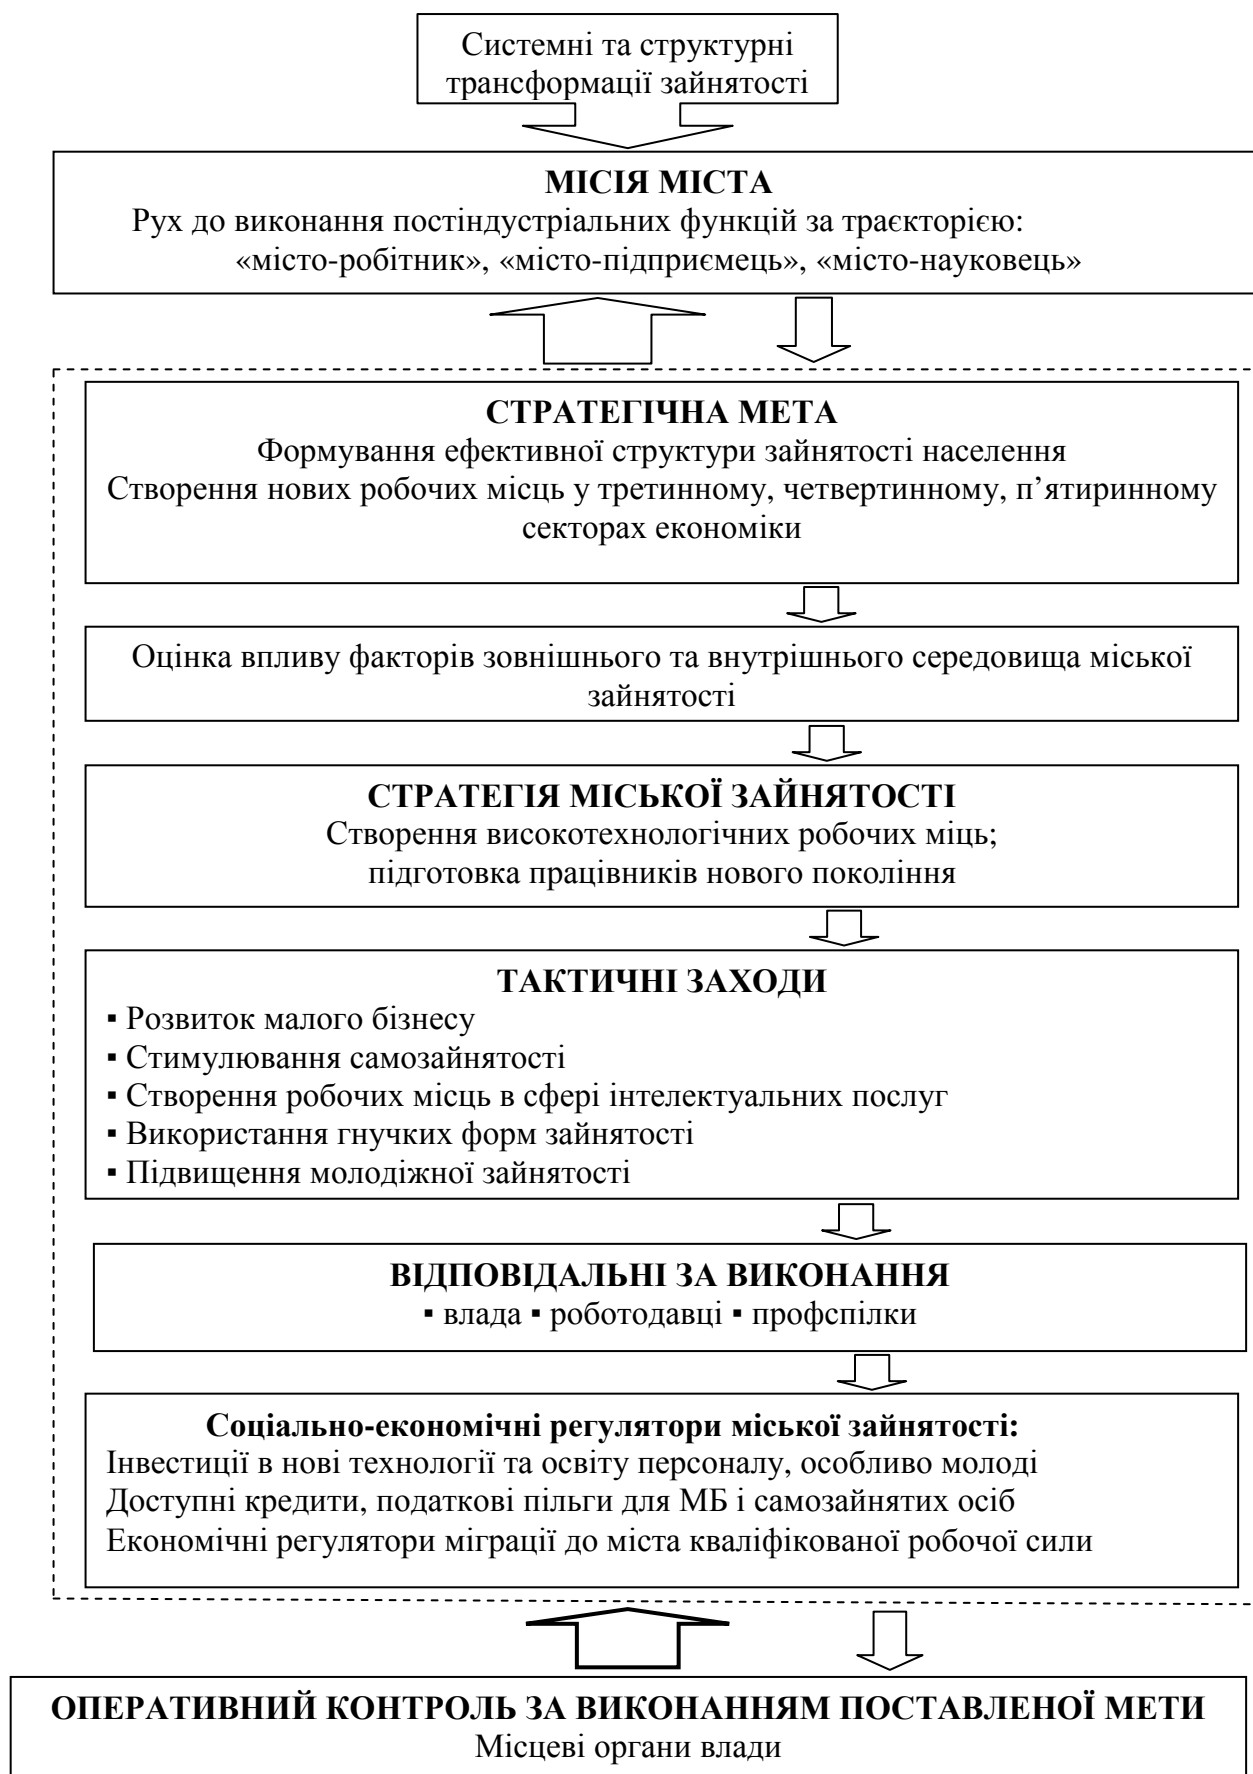 Системні та структурні
трансформації зайнятості
МІСІЯ МІСТА
Рух до виконання постіндустріальних функцій за траєкторією:
«місто-робітник», «місто-підприємець», «місто-науковець»
СТРАТЕГІЧНА МЕТА
Формування ефективної структури зайнятості населення
Створення нових робочих місць у третинному, четвертинному, п’ятиринному
секторах економіки
Оцінка впливу факторів зовнішнього та внутрішнього середовища міської
зайнятості
СТРАТЕГІЯ МІСЬКОЇ ЗАЙНЯТОСТІ
Створення високотехнологічних робочих міць;
підготовка працівників нового покоління
ТАКТИЧНІ ЗАХОДИ
▪ Розвиток малого бізнесу
▪ Стимулювання самозайнятості
▪ Створення робочих місць в сфері інтелектуальних послуг
▪ Використання гнучких форм зайнятості
▪ Підвищення молодіжної зайнятості
ВІДПОВІДАЛЬНІ ЗА ВИКОНАННЯ
▪ влада ▪ роботодавці ▪ профспілки
Соціально-економічні регулятори міської зайнятості:
Інвестиції в нові технології та освіту персоналу, особливо молоді
Доступні кредити, податкові пільги для МБ і самозайнятих осіб
Економічні регулятори міграції до міста кваліфікованої робочої сили
ОПЕРАТИВНИЙ КОНТРОЛЬ ЗА ВИКОНАННЯМ ПОСТАВЛЕНОЇ МЕТИ
Місцеві органи влади